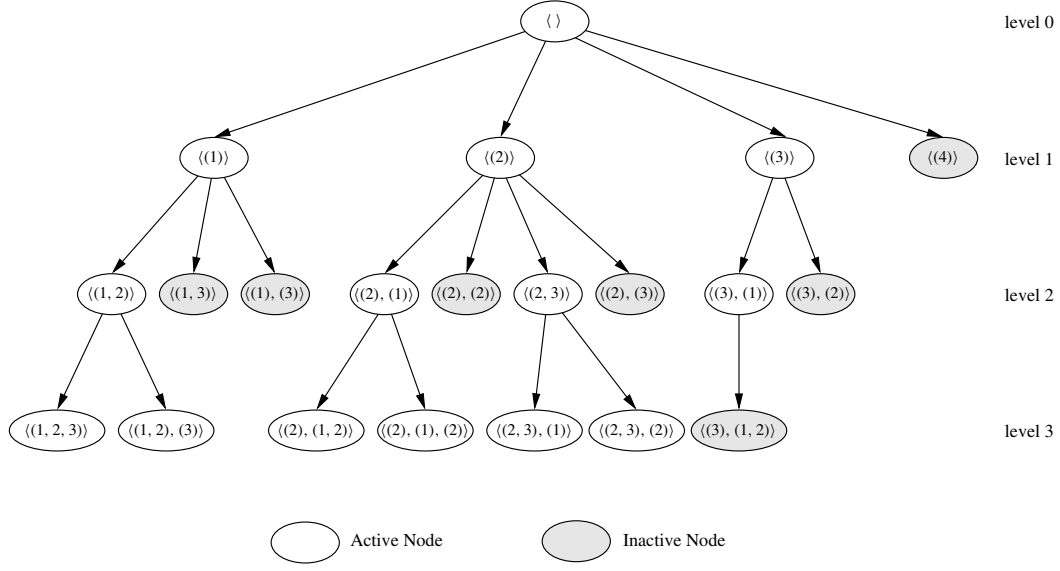 ⟨ ⟩ level 0
⟨(1)⟩ ⟨(2)⟩ ⟨(3)⟩ ⟨(4)⟩ level 1
⟨(1, 2)⟩ ⟨(1, 3)⟩ ⟨(1), (3)⟩ ⟨(2), (1)⟩ ⟨(2), (2)⟩ ⟨(2, 3)⟩ ⟨(2), (3)⟩ ⟨(3), (1)⟩ ⟨(3), (2)⟩ level 2
⟨(1, 2, 3)⟩ ⟨(1, 2), (3)⟩ ⟨(2), (1, 2)⟩ ⟨(2), (1), (2)⟩ ⟨(2, 3), (1)⟩ ⟨(2, 3), (2)⟩ ⟨(3), (1, 2)⟩ level 3
Active Node Inactive Node